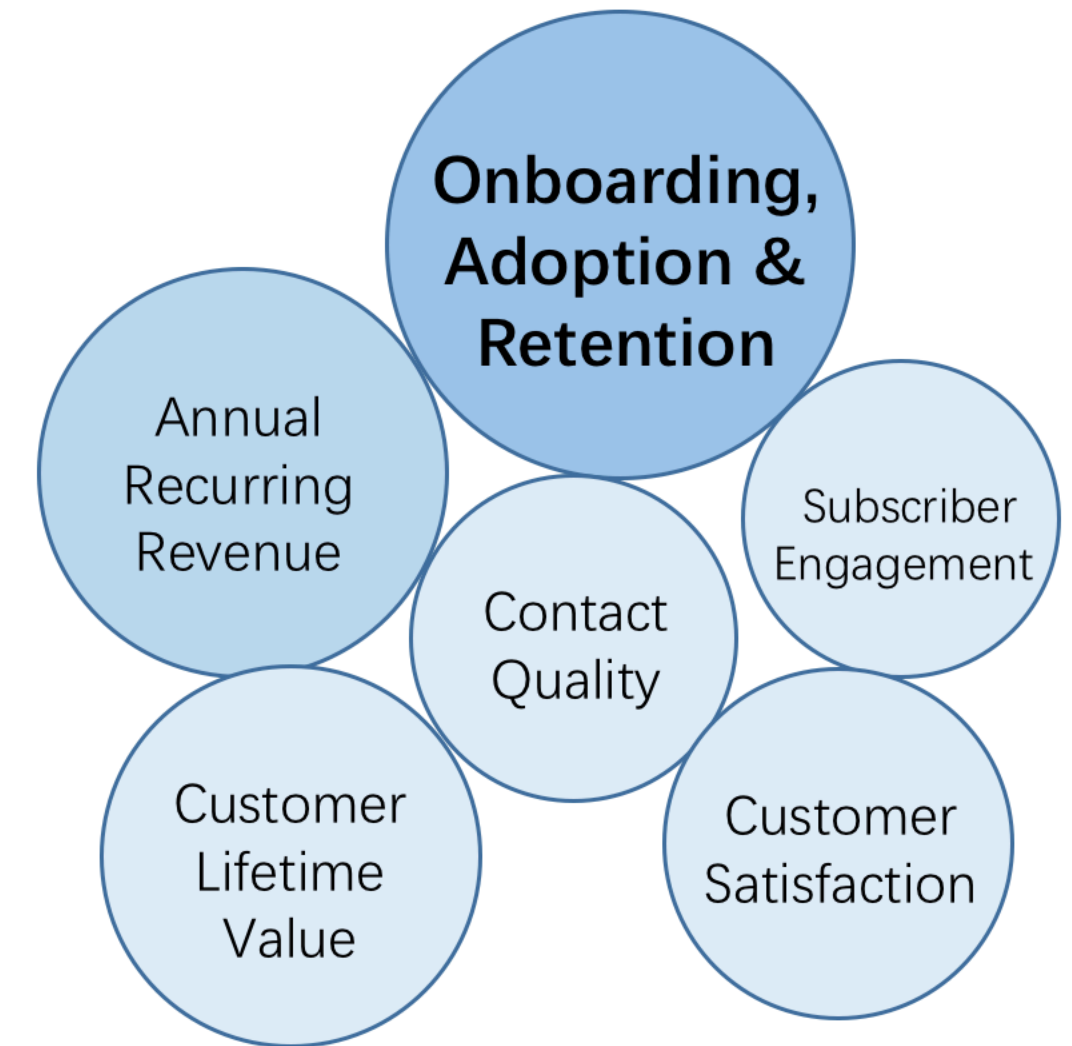 Onboarding,
Adoption &
Retention
Annual
Recurring
Revenue
Subscriber
Engagement
Contact
Quality
Customer
Lifetime
Value
Customer
Satisfaction